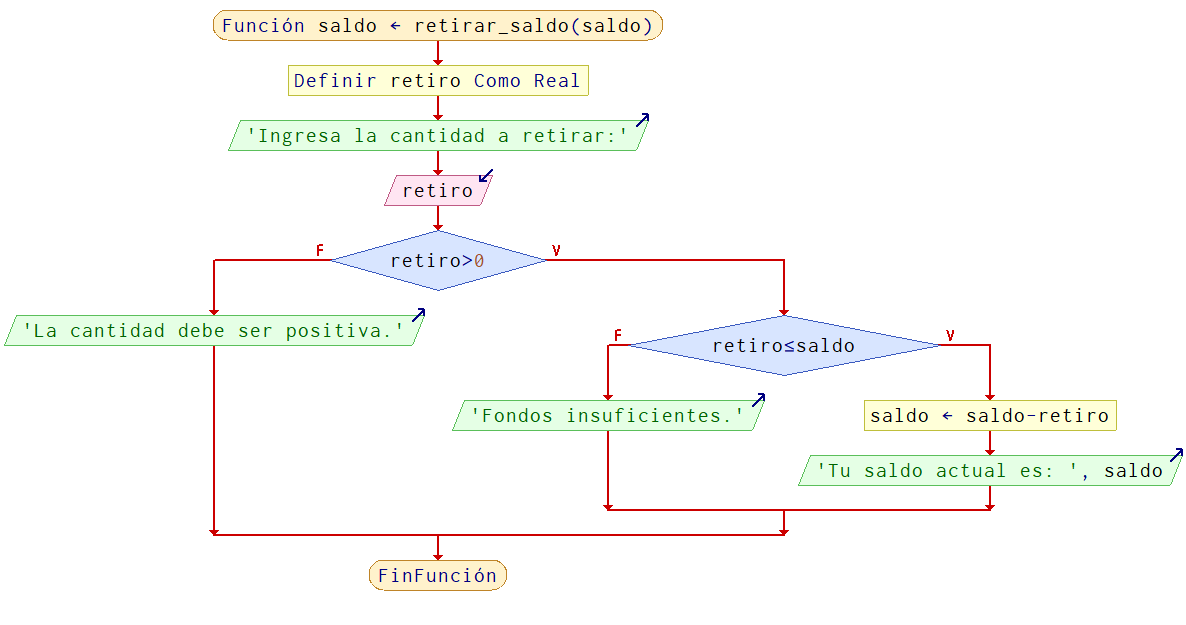 Función saldo ← retirar_saldo(saldo)
Definir retiro Como Real
'Ingresa la cantidad a retirar:'
retiro
F
V
retiro>0
'La cantidad debe ser positiva.'
F
V
retiro≤saldo
'Fondos insuficientes.'
saldo ← saldo-retiro
'Tu saldo actual es: ', saldo
FinFunción